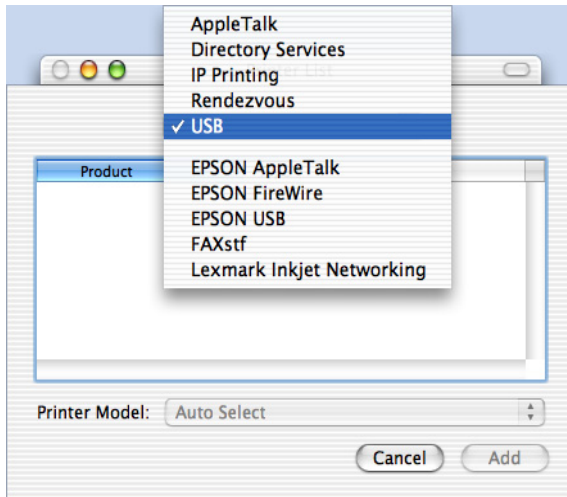 AppleTalk
Directory Services
IP Printing
Rendezvous
✓ USB
EPSON AppleTalk
EPSON FireWire
EPSON USB
FAXstf
Lexmark Inkjet Networking
Product
Printer Model: Auto Select
Cancel Add